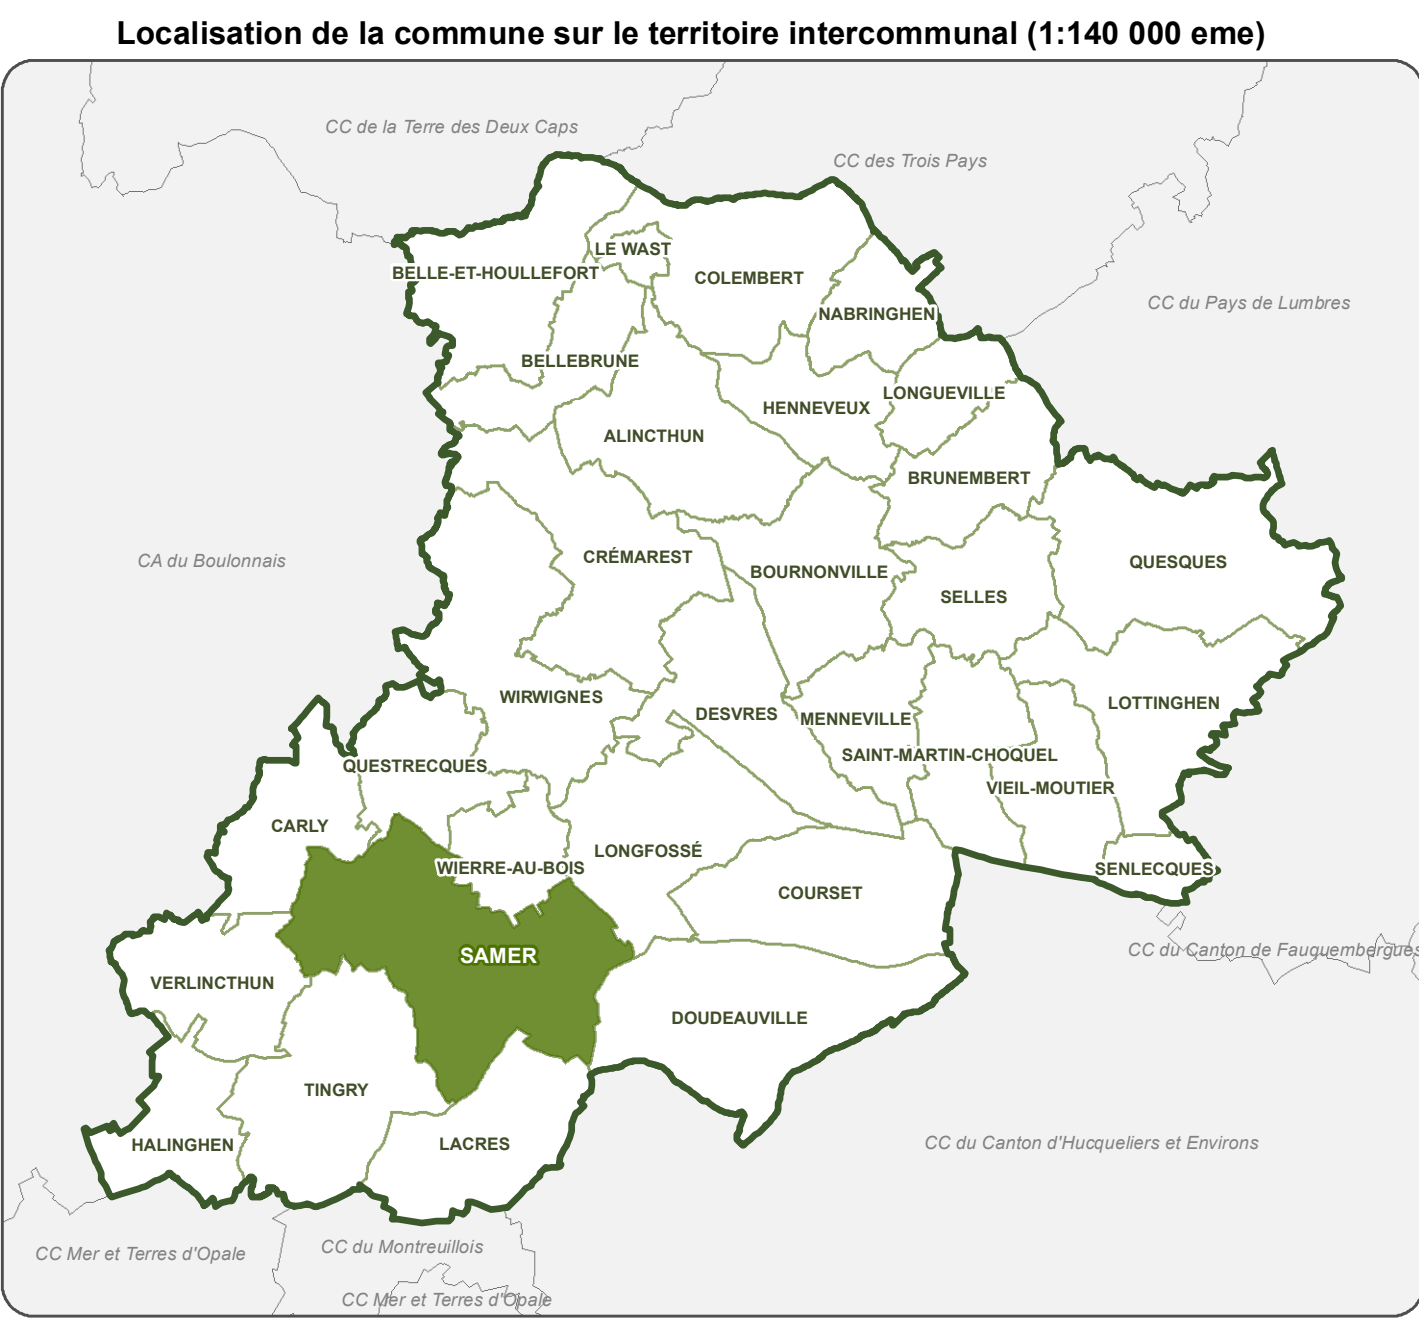 Localisation de la commune sur le territoire intercommunal (1:140 000 eme)
CC de la Terre des Deux Caps
CC des Trois Pays
LE WAST
BELLE-ET-HOULLEFORT
COLEMBERT
CC du Pays de Lumbres
NABRINGHEN
BELLEBRUNE
LONGUEVILLE
HENNEVEUX
ALINCTHUN
BRUNEMBERT
CA du Boulonnais
CRÉMAREST
QUESQUES
BOURNONVILLE
SELLES
WIRWIGNES
LOTTINGHEN
DESVRES
MENNEVILLE
SAINT-MARTIN-CHOQUEL
QUESTRECQUES
VIEIL-MOUTIER
CARLY
LONGFOSSÉ
WIERRE-AU-BOIS
SENLECQUES
COURSET
CC du Canton de Fauquembergues
SAMER
VERLINCTHUN
DOUDEAUVILLE
TINGRY
HALINGHEN
LACRES
CC du Canton d'Hucqueliers et Environs
CC du Montreuillois
CC Mer et Terres d'Opale
CC Mer et Terres d'Opale